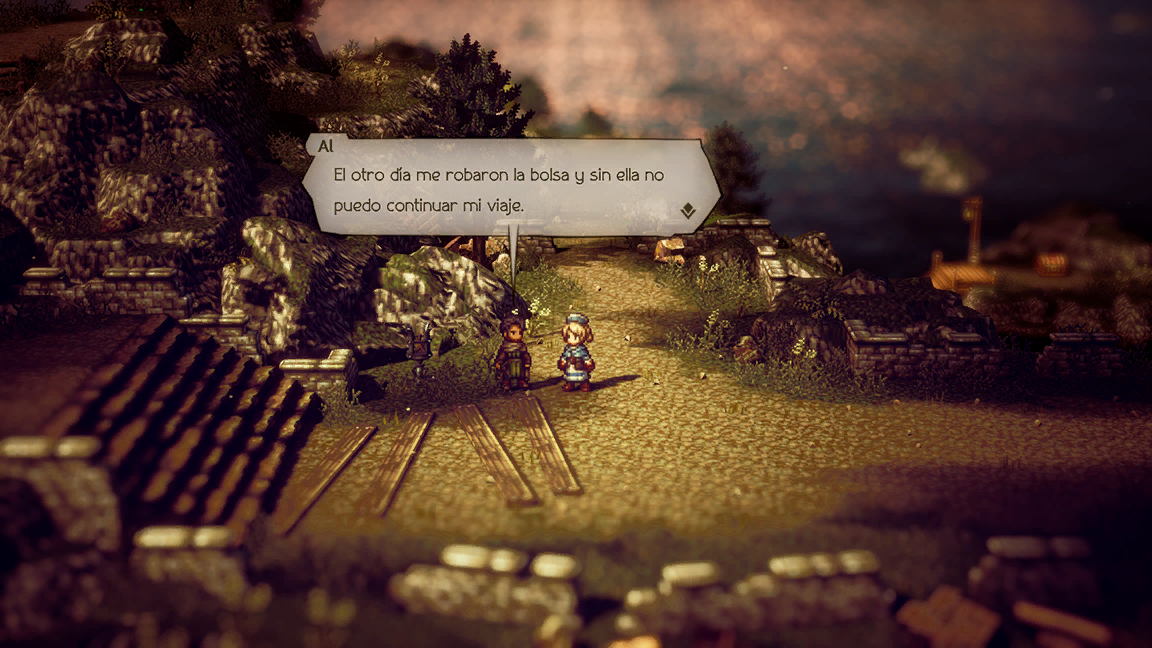 Al
El otro día me robaron la bolsa y sin ella no
puedo continuar mi viaje.